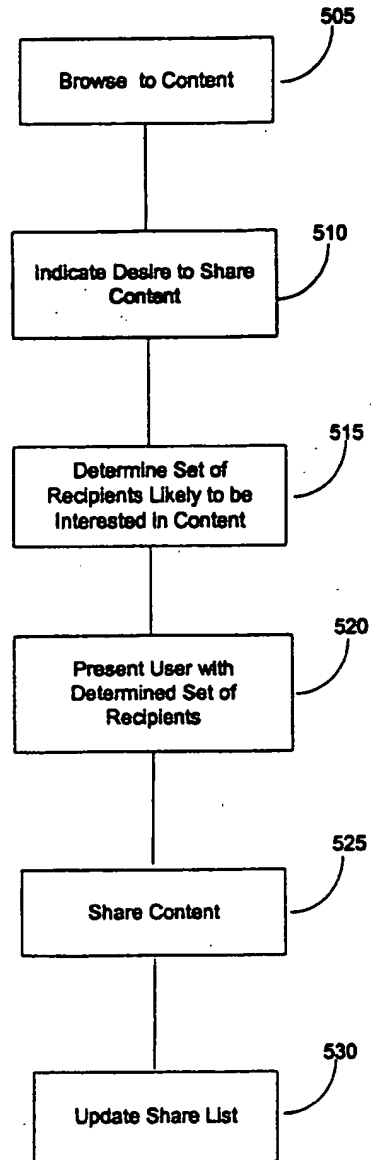 505
Browse to Content
510
Indicate Desire to Share
Content
515
Determine Set of
Recipients Likely to be
Interested in Content
520
Present User with
Determined Set of
Recipients
525
Share Content
530
Update Share List